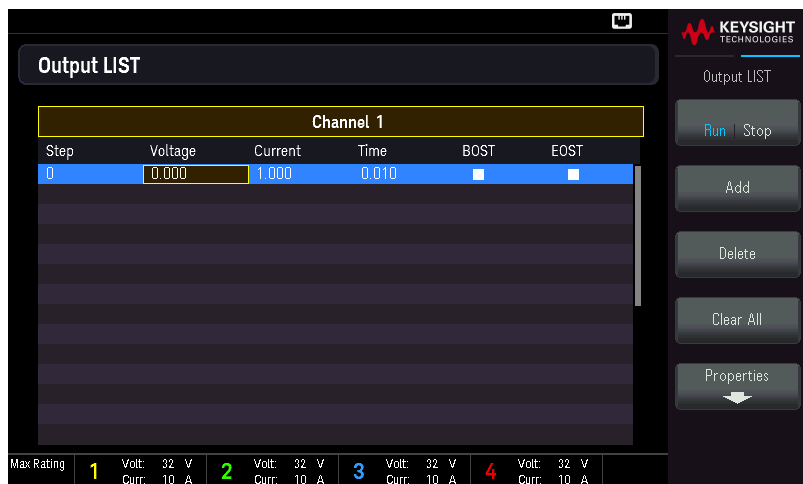 KEYSIGHT
TECHNOLOGIES
Output LIST
Output LIST
Channel 1
Run | Stop
Step Voltage Current Time BOST EOST
0 0.000 1.000 0.010
Add
Delete
Clear All
Properties
Max Rating 1 Volt: 32 V 2 Volt: 32 V 3 Volt: 32 V 4 Volt: 32 V
Curr: 10 A Curr: 10 A Curr: 10 A Curr: 10 A